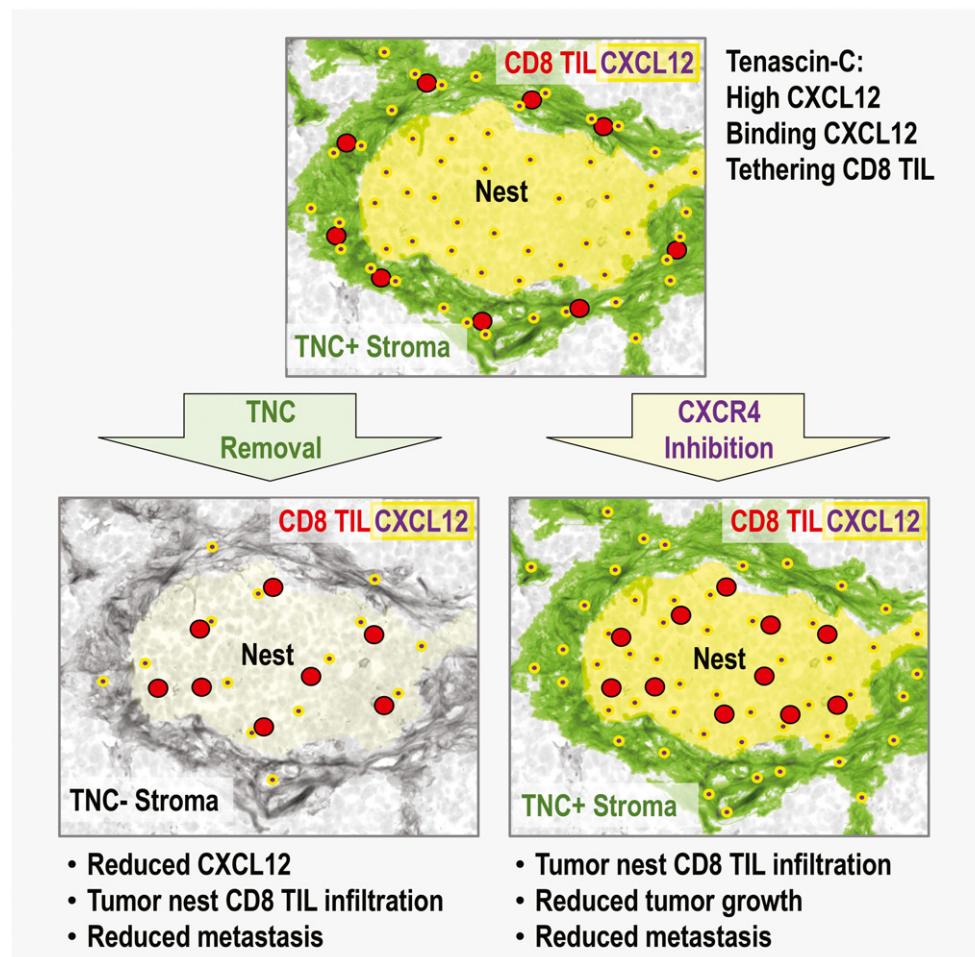 CD8 TIL CXCL12
Tenascin-C:
High CXCL12
Binding CXCL12
Tethering CD8 TIL
Nest
TNC+ Stroma
TNC
Removal
CXCR4
Inhibition
CD8 TIL CXCL12
Nest
TNC- Stroma
CD8 TIL CXCL12
Nest
TNC+ Stroma
• Reduced CXCL12
• Tumor nest CD8 TIL infiltration
• Reduced metastasis
• Tumor nest CD8 TIL infiltration
• Reduced tumor growth
• Reduced metastasis